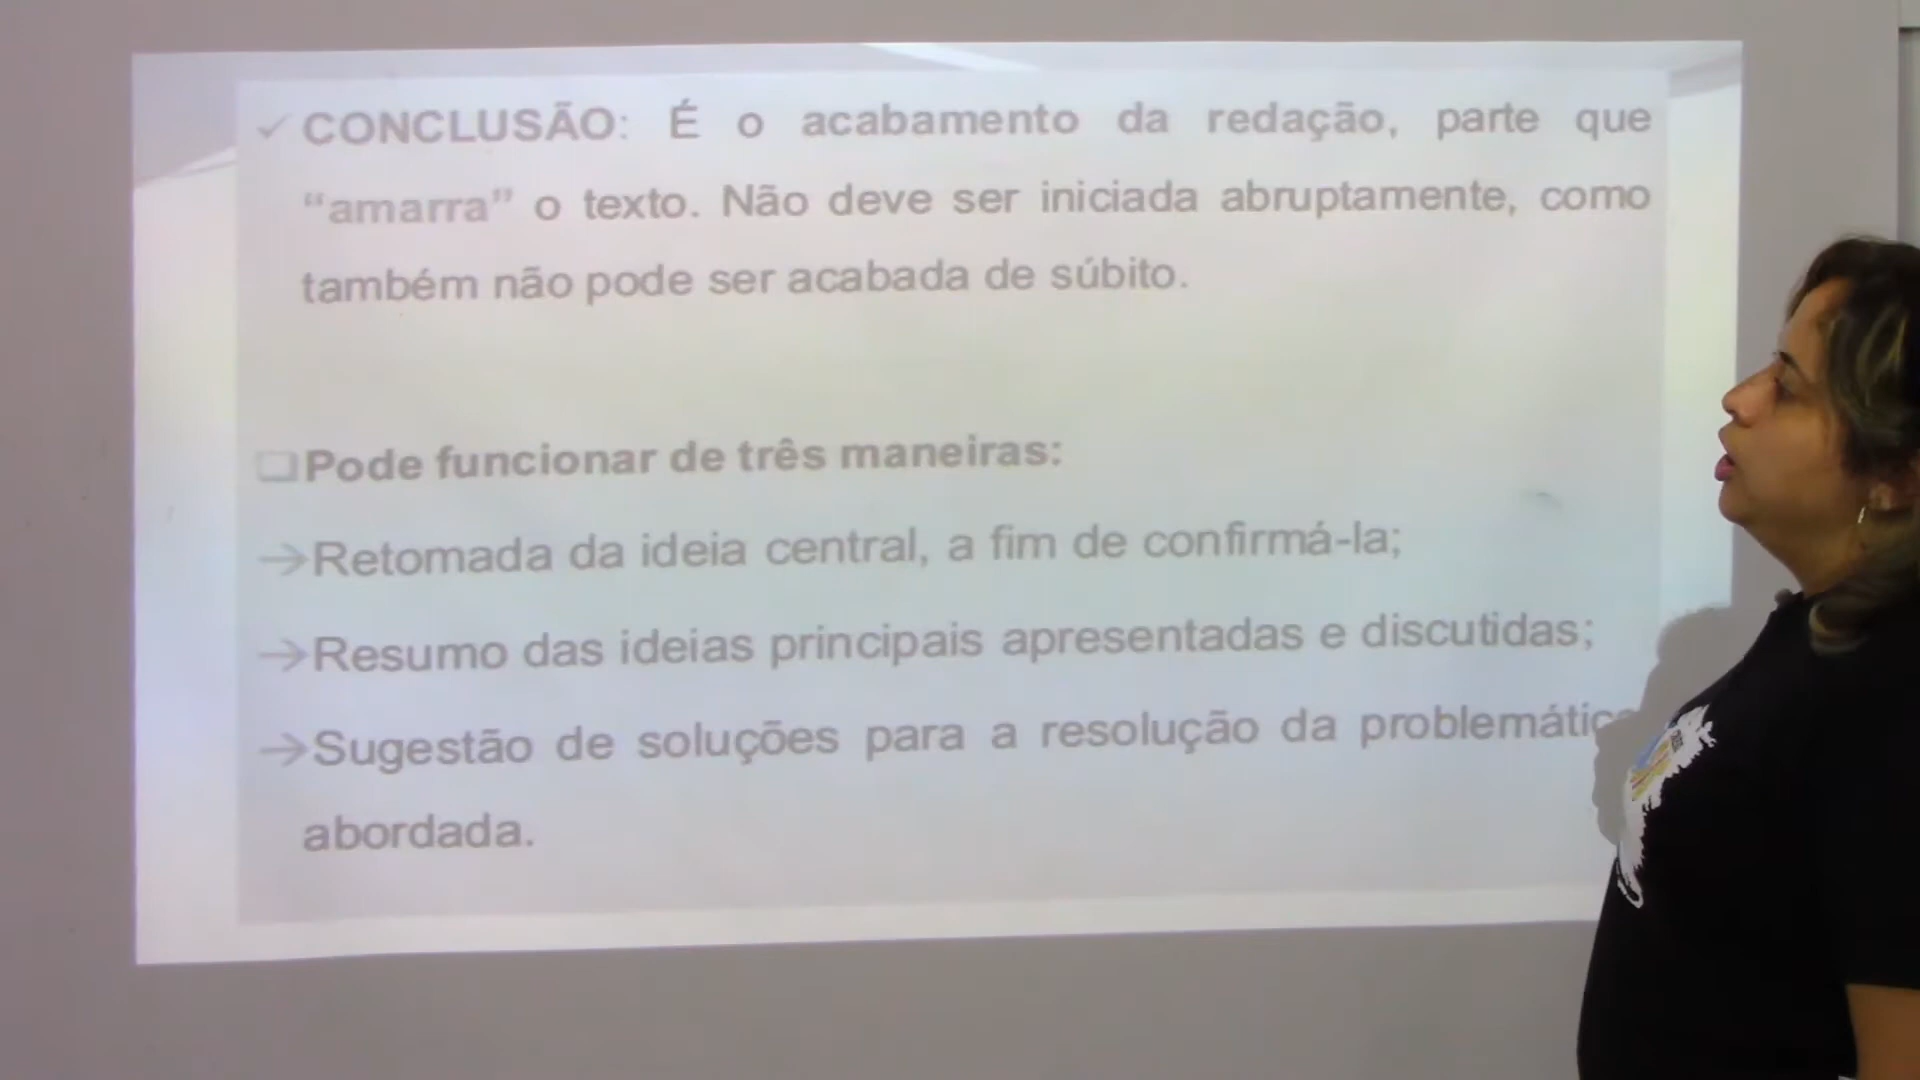 ✓ CONCLUSÃO: É o acabamento da redação, parte que
“amarra” o texto. Não deve ser iniciada abruptamente, como
também não pode ser acabada de súbito.
❑Pode funcionar de três maneiras:
→Retomada da ideia central, a fim de confirmá-la;
→Resumo das ideias principais apresentadas e discutidas;
→Sugestão de soluções para a resolução da
abordada.